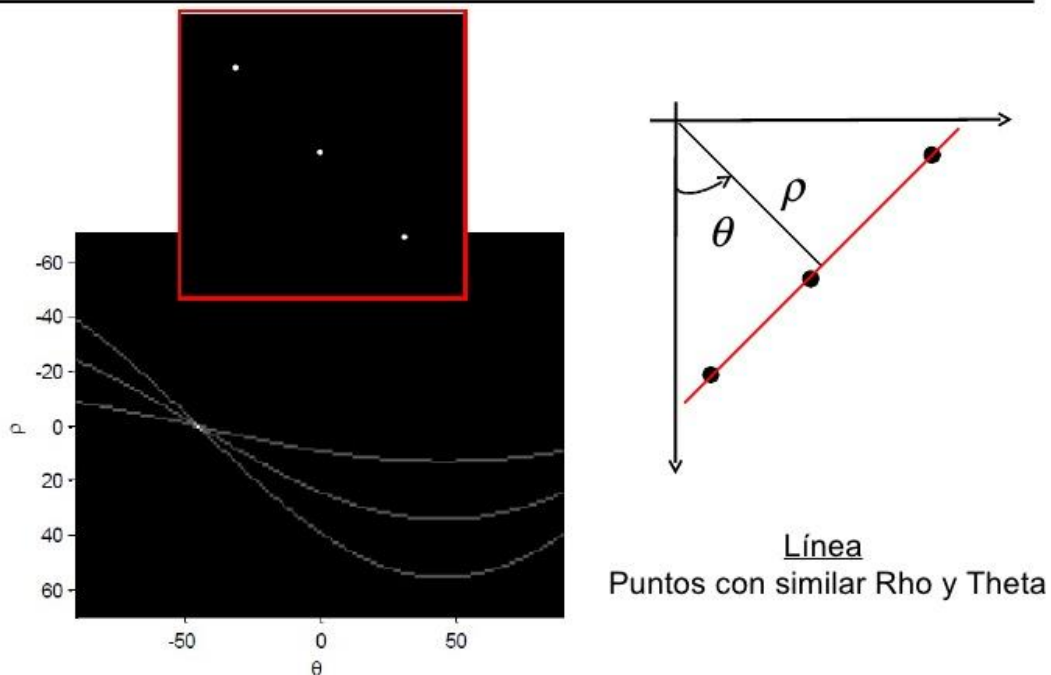 -60
-40
-20
0
20
40
60
ρ
-50
0
50
θ
ρ
θ
Línea
Puntos con similar Rho y Theta